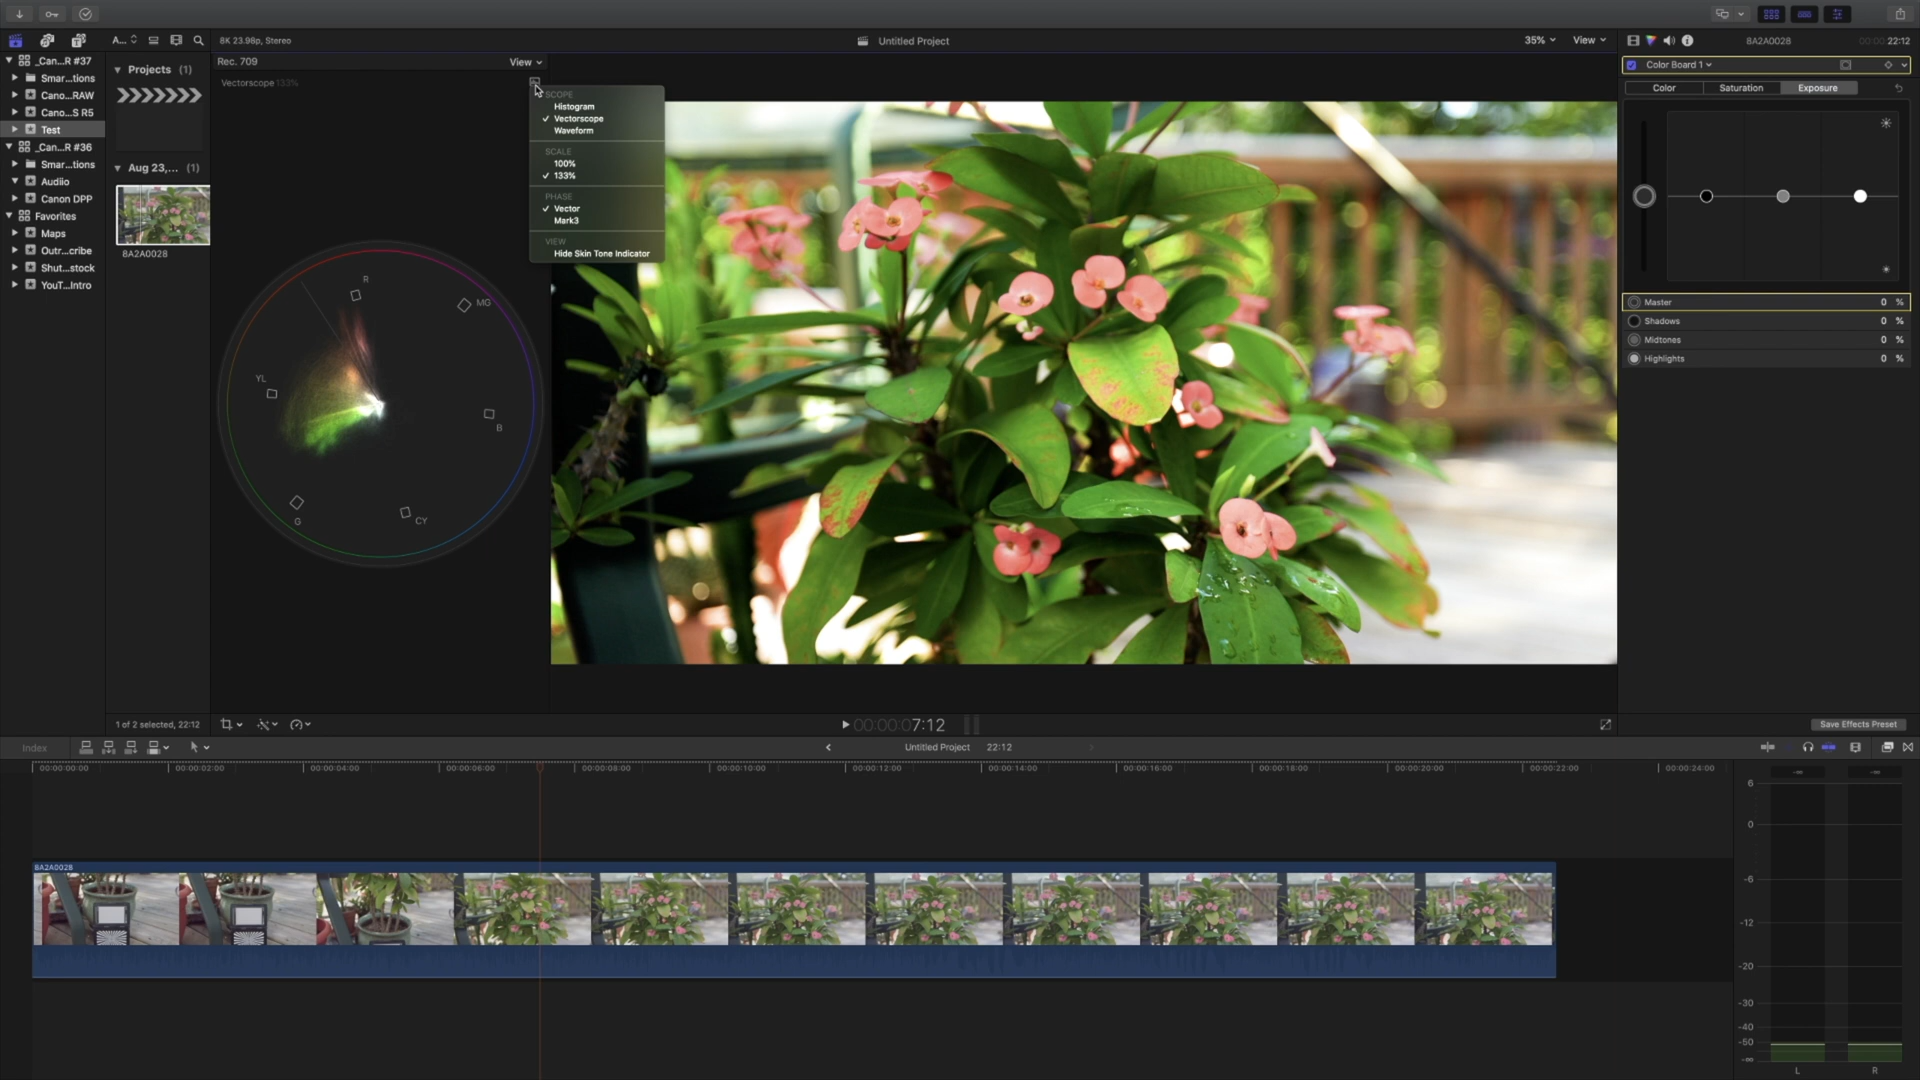 A...
8K 23.98p, Stereo
Untitled Project
35%
View
8A2A0028
00:00 22:12
_Can...R #37
Smar...tions
Cano...RAW
Cano...S R5
Test
_Can...R #36
Smar...tions
Audiio
Canon DPP
Favorites
Maps
Outr...cribe
Shut...stock
YouT...Intro
Projects (1)
Aug 23,... (1)
8A2A0028
1 of 2 selected, 22:12
Rec. 709
View
Vectorscope 133%
R
MG
YL
B
G
CY
SCOPE
Histogram
✓ Vectorscope
Waveform
SCALE
100%
✓ 133%
PHASE
✓ Vector
Mark3
VIEW
Hide Skin Tone Indicator
Color Board 1
Color
Saturation
Exposure
Master 0 %
Shadows 0 %
Midtones 0 %
Highlights 0 %
Save Effects Preset
00:00:00:07:12
Index
Untitled Project 22:12
00:00:00:00
00:00:02:00
00:00:04:00
00:00:06:00
00:00:08:00
00:00:10:00
00:00:12:00
00:00:14:00
00:00:16:00
00:00:18:00
00:00:20:00
00:00:22:00
00:00:24:00
8A2A0028
-∞
-∞
6
0
-6
-12
-20
-30
-40
-50
-∞
L
R